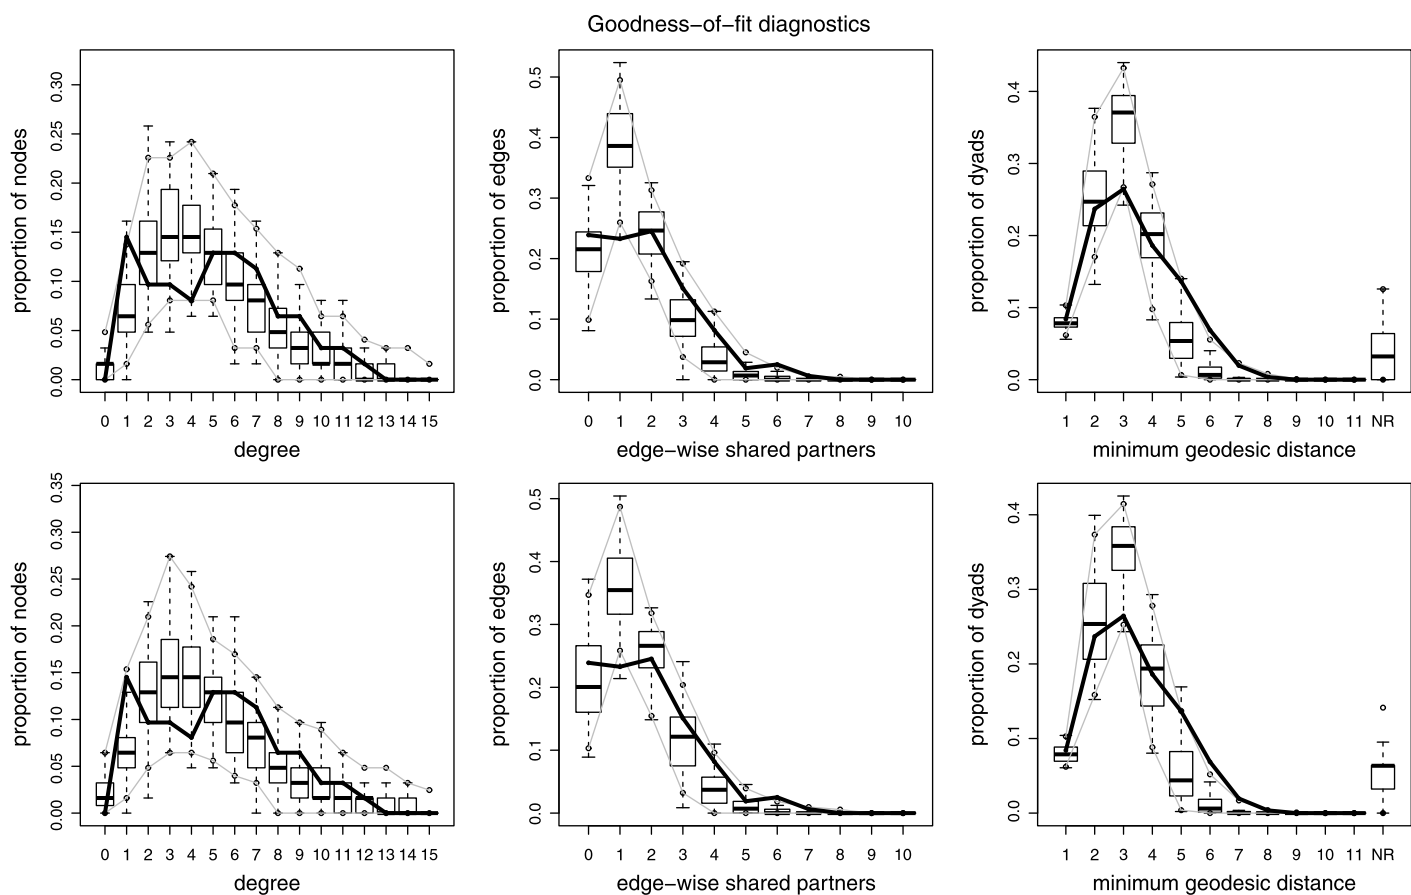 Goodness−of−fit diagnostics
proportion of nodes
0.00 0.05 0.10 0.15 0.20 0.25 0.30
0 1 2 3 4 5 6 7 8 9 10 11 12 13 14 15
degree
proportion of edges
0.0 0.1 0.2 0.3 0.4 0.5
0 1 2 3 4 5 6 7 8 9 10
edge−wise shared partners
proportion of dyads
0.0 0.1 0.2 0.3 0.4
1 2 3 4 5 6 7 8 9 10 11 NR
minimum geodesic distance
proportion of nodes
0.00 0.05 0.10 0.15 0.20 0.25 0.30 0.35
0 1 2 3 4 5 6 7 8 9 10 11 12 13 14 15
degree
proportion of edges
0.0 0.1 0.2 0.3 0.4 0.5
0 1 2 3 4 5 6 7 8 9 10
edge−wise shared partners
proportion of dyads
0.0 0.1 0.2 0.3 0.4
1 2 3 4 5 6 7 8 9 10 11 NR
minimum geodesic distance